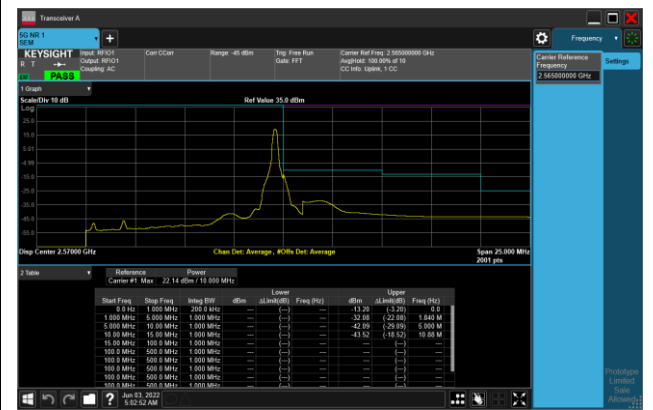 Transceiver A
5G NR 1
SEM
Frequency
KEYSIGHT
R T
PASS
Input: RFIO1
Output: RFIO1
Coupling: AC
Corr CCorr
Range: -45 dBm
Trig: Free Run
Gate: FFT
Carrier Ref Freq: 2.565000000 GHz
Avg|Hold: 100.00% of 10
CC Info: Uplink, 1 CC
Carrier Reference
Frequency
2.565000000 GHz
Settings
1 Graph
Scale/Div 10 dB
Ref Value 35.0 dBm
Log
25.0
15.0
5.01
-4.99
-15.0
-25.0
-35.0
-45.0
-55.0
Disp Center 2.57000 GHz
Chan Det: Average, #Offs Det: Average
Span 25.000 MHz
2001 pts
2 Table
Reference Power
Carrier #1 Max 22.14 dBm / 10.000 MHz
Lower Upper
Start Freq Stop Freq Integ BW dBm ΔLimit(dB) Freq (Hz) dBm ΔLimit(dB) Freq (Hz)
0.0 Hz 1.000 MHz 200.0 kHz --- (---) --- -13.20 (-3.20) 0.0
1.000 MHz 5.000 MHz 1.000 MHz --- (---) --- -32.08 (-22.08) 1.840 M
5.000 MHz 10.00 MHz 1.000 MHz --- (---) --- -42.09 (-29.09) 5.000 M
10.00 MHz 15.00 MHz 1.000 MHz --- (---) --- -43.52 (-18.52) 10.88 M
15.00 MHz 100.0 MHz 1.000 MHz --- (---) --- --- (---) ---
100.0 MHz 500.0 MHz 1.000 MHz --- (---) --- --- (---) ---
100.0 MHz 500.0 MHz 1.000 MHz --- (---) --- --- (---) ---
100.0 MHz 500.0 MHz 1.000 MHz --- (---) --- --- (---) ---
100.0 MHz 500.0 MHz 1.000 MHz --- (---) --- --- (---) ---
100.0 MHz 500.0 MHz 1.000 MHz --- (---) --- --- (---) ---
Jun 03, 2022
5:02:52 AM
Prototype
Limited
Sale
Allowed